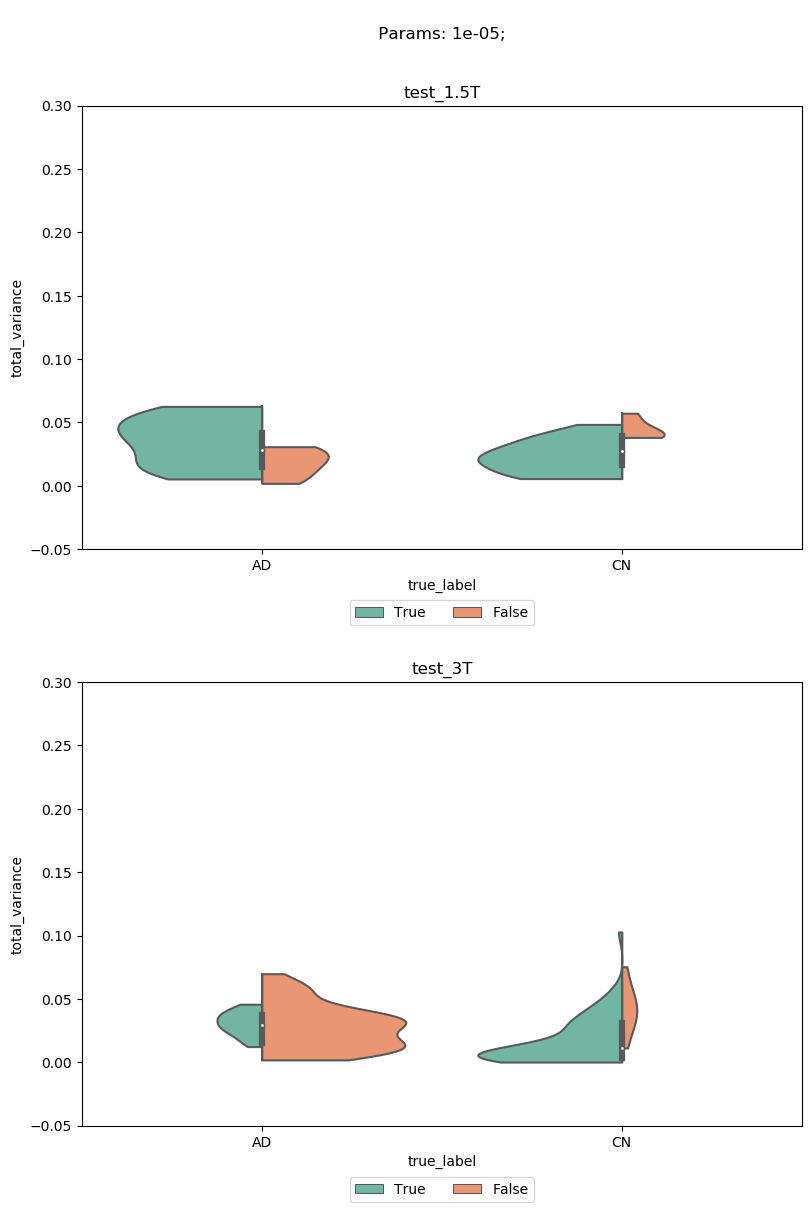 Params: 1e-05;
test_1.5T
0.30
0.25
0.20
0.15
0.10
0.05
0.00
−0.05
total_variance
AD CN
true_label
True False
test_3T
0.30
0.25
0.20
0.15
0.10
0.05
0.00
−0.05
total_variance
AD CN
true_label
True False